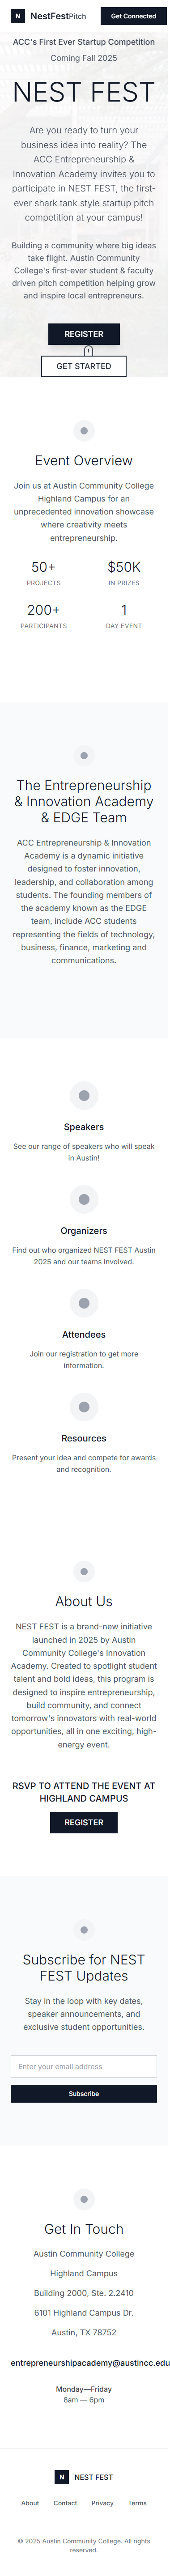 N NestFestPitch Get Connected
ACC's First Ever Startup Competition
Coming Fall 2025
NEST FEST
Are you ready to turn your
business idea into reality? The
ACC Entrepreneurship &
Innovation Academy invites you to
participate in NEST FEST, the first-
ever shark tank style startup pitch
competition at your campus!
Building a community where big ideas
take flight. Austin Community
College's first-ever student & faculty
driven pitch competition helping grow
and inspire local entrepreneurs.
REGISTER
GET STARTED
Event Overview
Join us at Austin Community College
Highland Campus for an
unprecedented innovation showcase
where creativity meets
entrepreneurship.
50+ $50K
PROJECTS IN PRIZES
200+ 1
PARTICIPANTS DAY EVENT
The Entrepreneurship
& Innovation Academy
& EDGE Team
ACC Entrepreneurship & Innovation
Academy is a dynamic initiative
designed to foster innovation,
leadership, and collaboration among
students. The founding members of
the academy known as the EDGE
team, include ACC students
representing the fields of technology,
business, finance, marketing and
communications.
Speakers
See our range of speakers who will speak
in Austin!
Organizers
Find out who organized NEST FEST Austin
2025 and our teams involved.
Attendees
Join our registration to get more
information.
Resources
Present your idea and compete for awards
and recognition.
About Us
NEST FEST is a brand-new initiative
launched in 2025 by Austin
Community College's Innovation
Academy. Created to spotlight student
talent and bold ideas, this program is
designed to inspire entrepreneurship,
build community, and connect
tomorrow's innovators with real-world
opportunities, all in one exciting, high-
energy event.
RSVP TO ATTEND THE EVENT AT
HIGHLAND CAMPUS
REGISTER
Subscribe for NEST
FEST Updates
Stay in the loop with key dates,
speaker announcements, and
exclusive student opportunities.
Enter your email address
Subscribe
Get In Touch
Austin Community College
Highland Campus
Building 2000, Ste. 2.2410
6101 Highland Campus Dr.
Austin, TX 78752
entrepreneurshipacademy@austincc.edu
Monday—Friday
8am — 6pm
N NEST FEST
About Contact Privacy Terms
© 2025 Austin Community College. All rights
reserved.